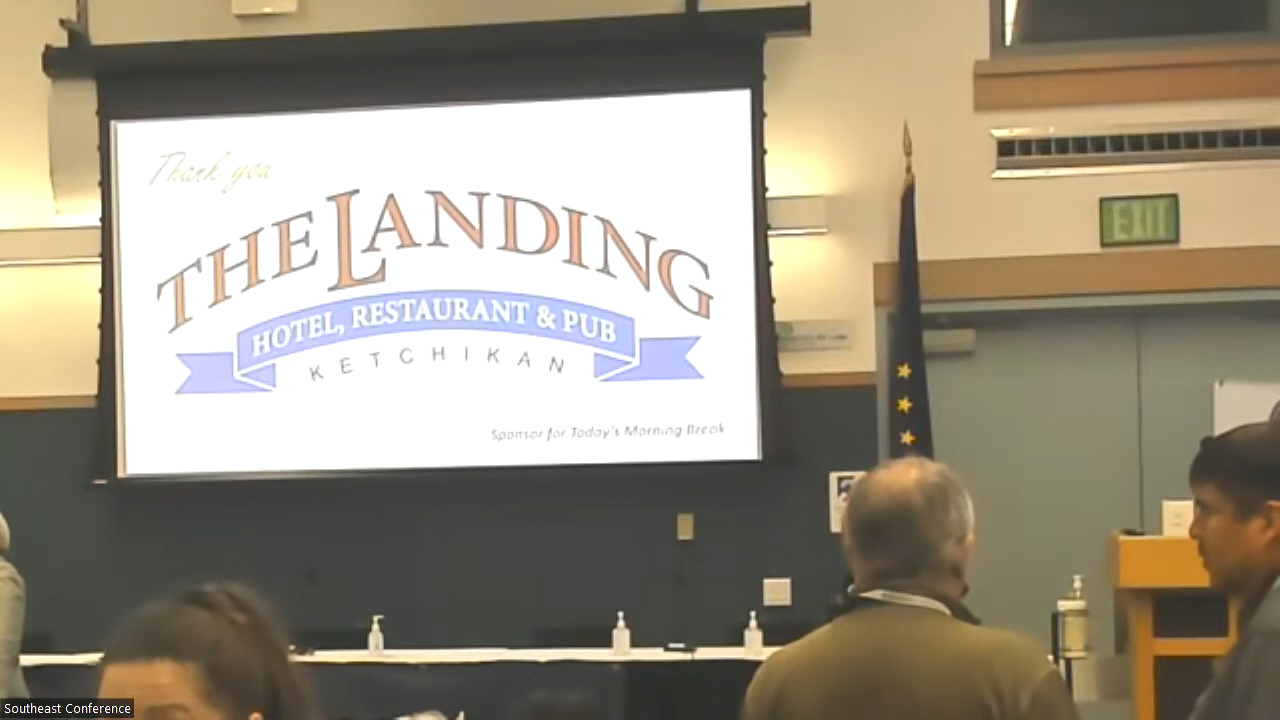 Thank you
THE LANDING
HOTEL, RESTAURANT & PUB
KETCHIKAN
Sponsor for Today's Morning Break
EXIT
Southeast Conference